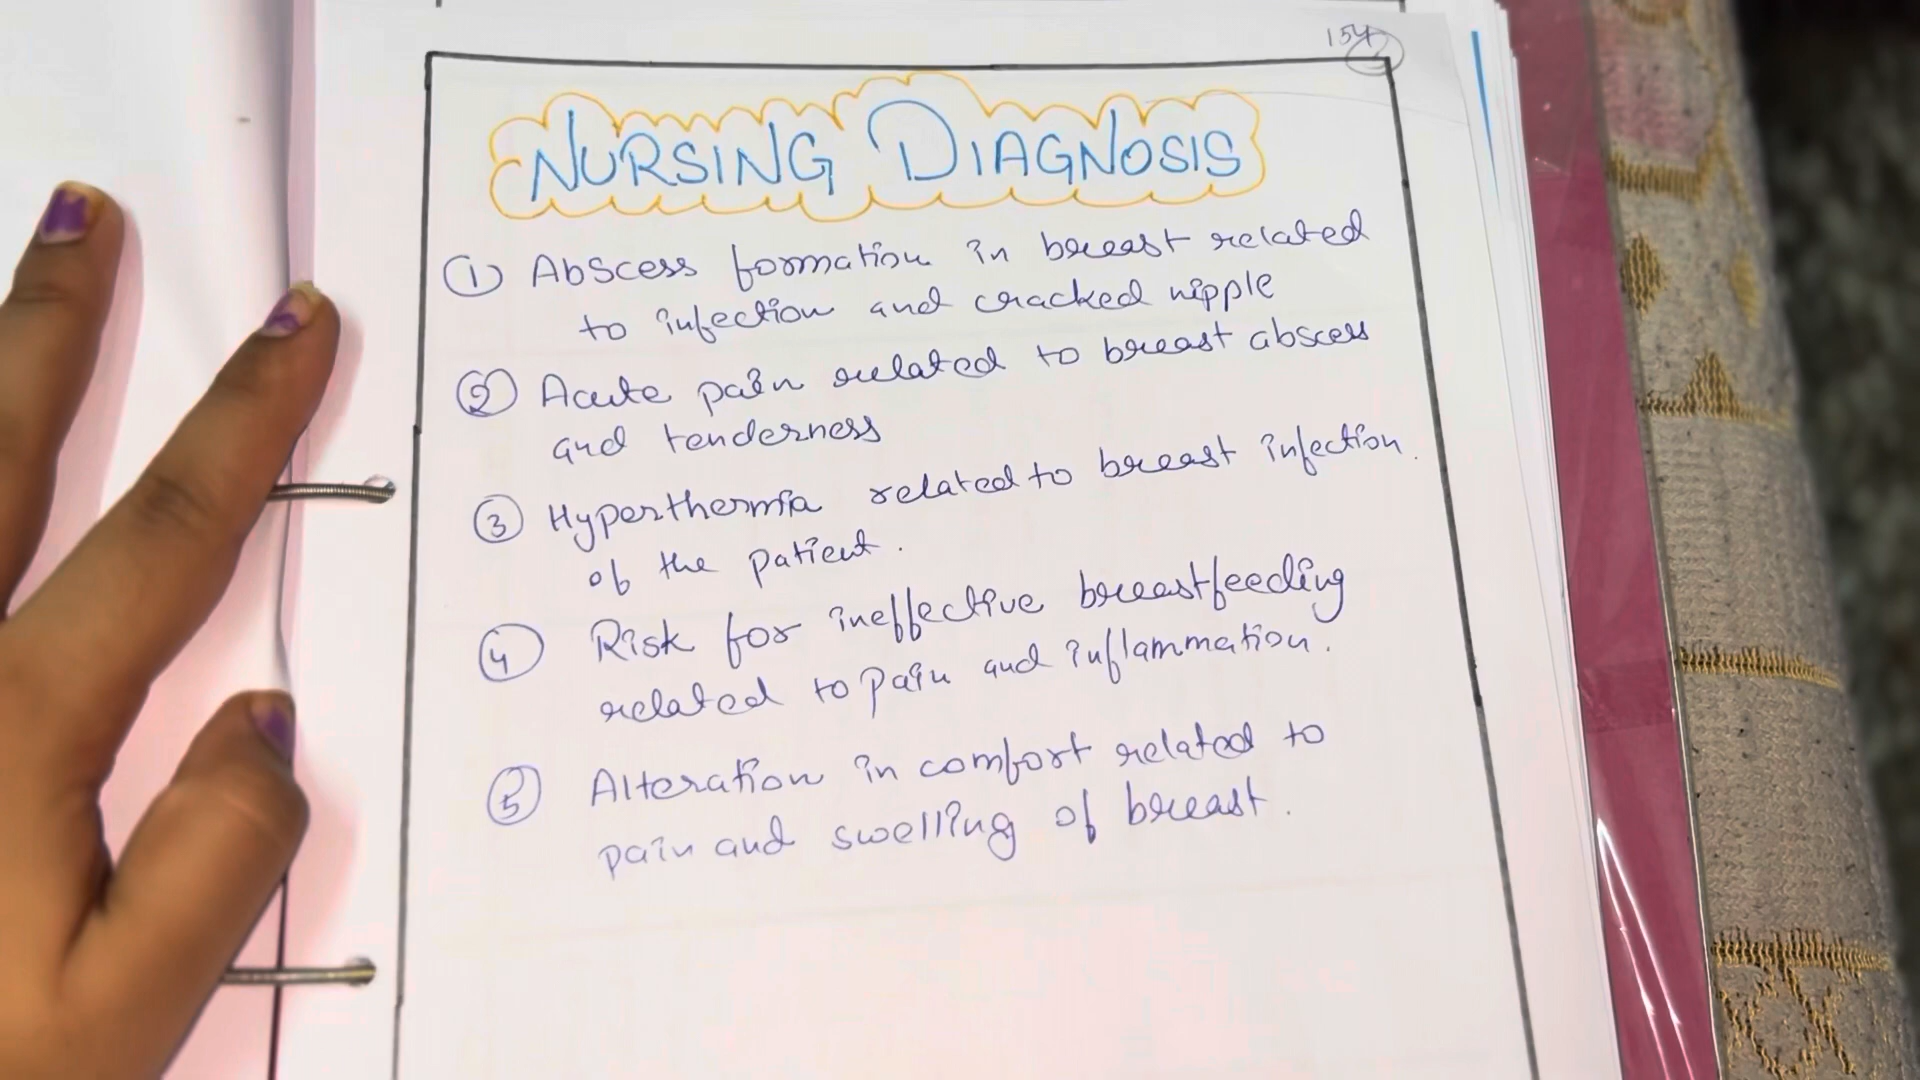 154
NURSING DIAGNOSIS
① Abscess formation in breast related
to infection and cracked nipple
② Acute pain related to breast abscess
and tenderness
③ Hyperthermia related to breast infection.
of the patient.
④ Risk for ineffective breastfeeding
related to pain and inflammation.
⑤ Alteration in comfort related to
pain and swelling of breast.